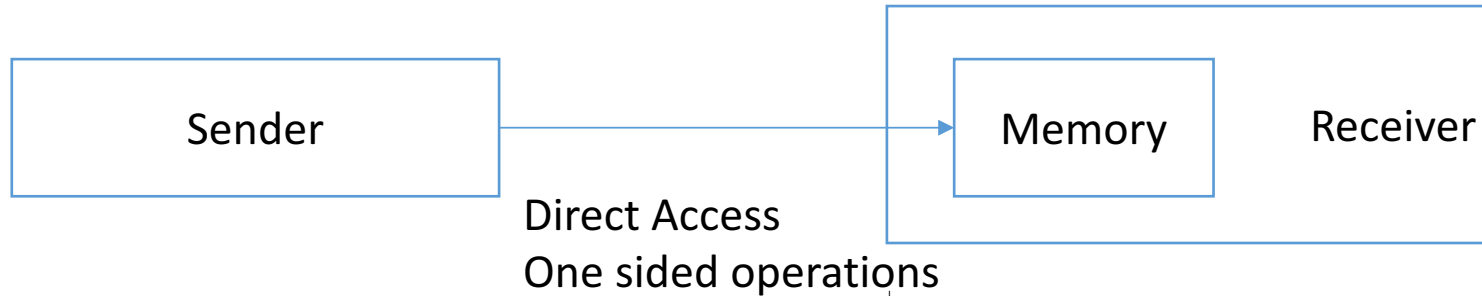 Sender
Memory
Receiver
Direct Access
One sided operations